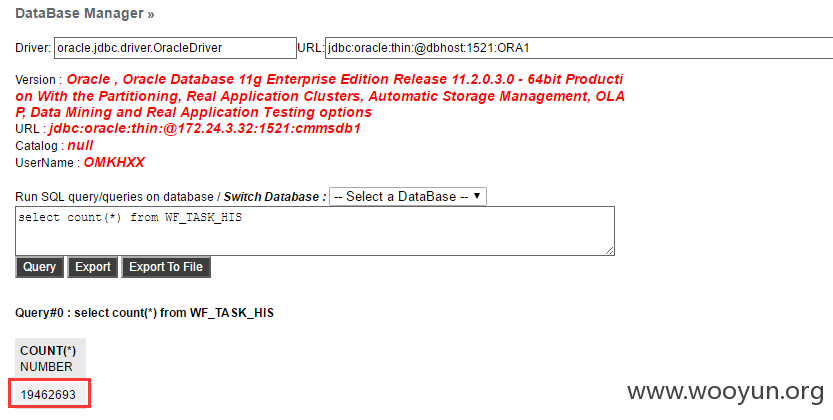 DataBase Manager »
Driver: oracle.jdbc.driver.OracleDriver URL: jdbc:oracle:thin:@dbhost:1521:ORA1
Version : Oracle , Oracle Database 11g Enterprise Edition Release 11.2.0.3.0 - 64bit Producti
on With the Partitioning, Real Application Clusters, Automatic Storage Management, OLA
P, Data Mining and Real Application Testing options
URL : jdbc:oracle:thin:@172.24.3.32:1521:cmmsdb1
Catalog : null
UserName : OMKHXX
Run SQL query/queries on database / Switch Database : -- Select a DataBase --
select count(*) from WF_TASK_HIS
Query Export Export To File
Query#0 : select count(*) from WF_TASK_HIS
COUNT(*)
NUMBER
19462693
www.wooyun.org